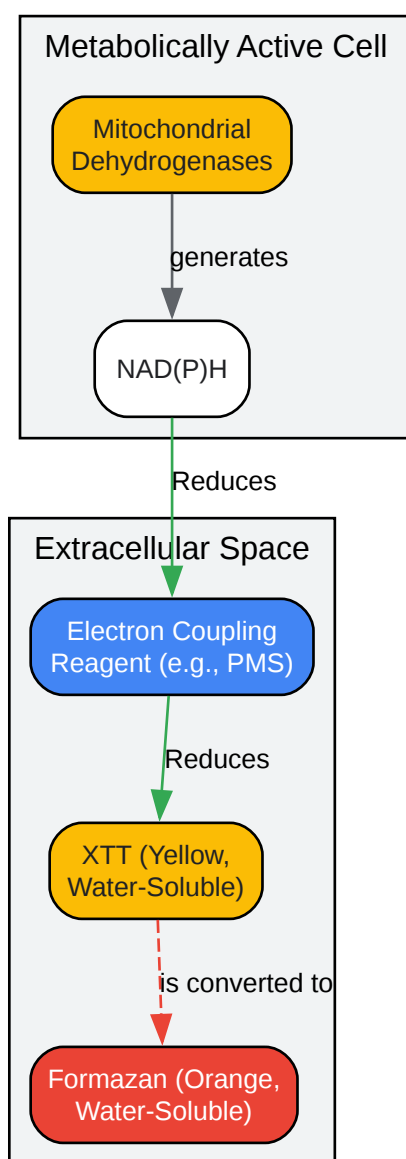 Metabolically Active Cell
Mitochondrial
Dehydrogenases
generates
NAD(P)H
Reduces
Extracellular Space
Electron Coupling
Reagent (e.g., PMS)
Reduces
XTT (Yellow,
Water-Soluble)
is converted to
Formazan (Orange,
Water-Soluble)